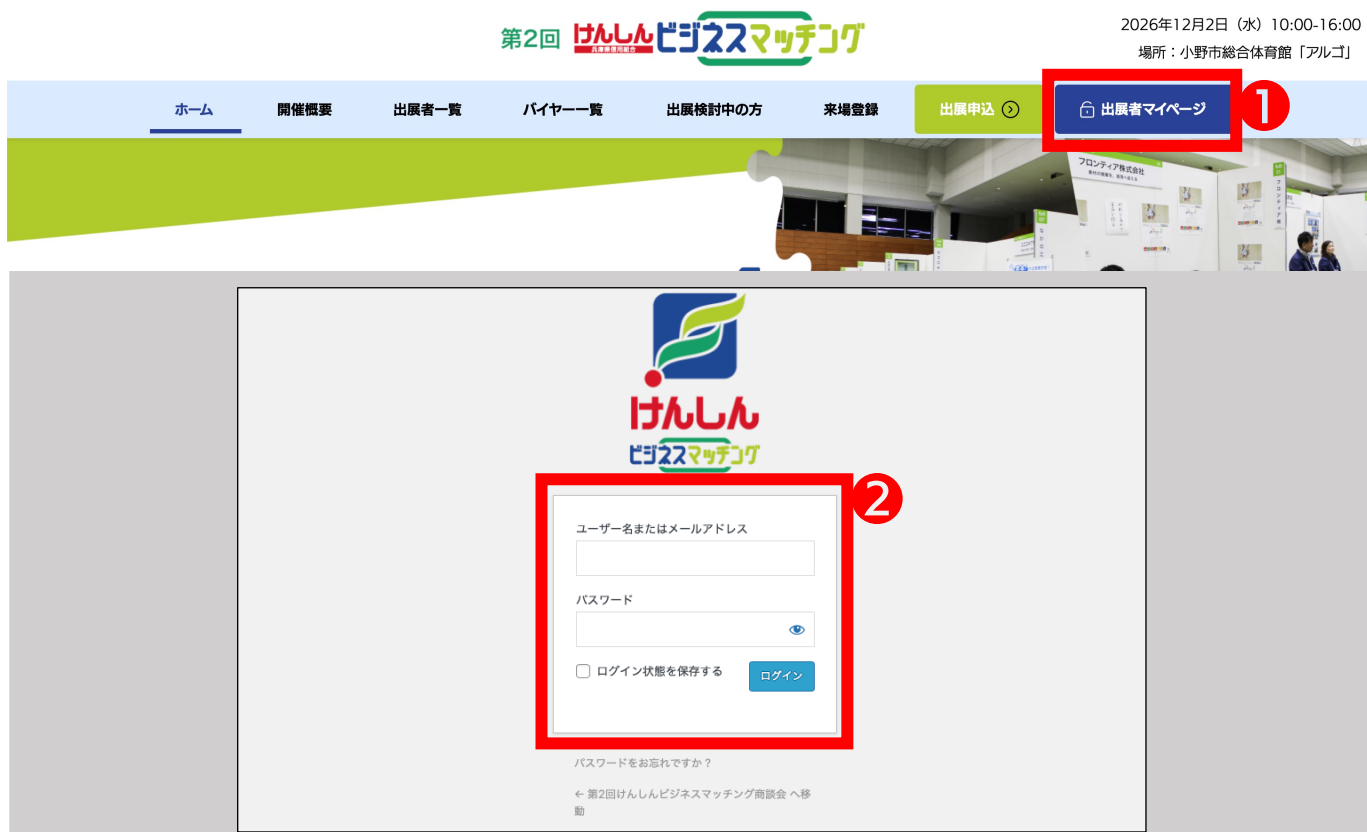 第2回 けんしんビジネスマッチング
兵庫県信用組合
2026年12月2日（水）10:00-16:00
場所：小野市総合体育館「アルゴ」
ホーム 開催概要 出展者一覧 バイヤー一覧 出展検討中の方 来場登録 出展申込 出展者マイページ
1
フロンティア株式会社
けんしん
ビジネスマッチング
2
ユーザー名またはメールアドレス
パスワード
ログイン状態を保存する ログイン
パスワードをお忘れですか？
← 第2回けんしんビジネスマッチング商談会 へ移
動